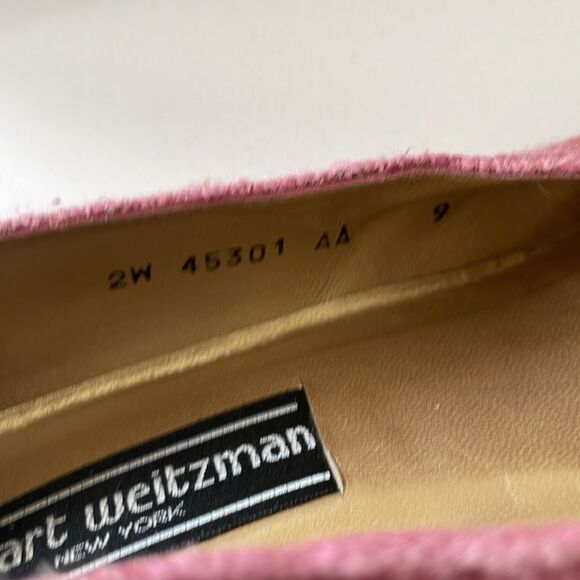 2W 45301 AA 9
art weitzman
NEW YORK